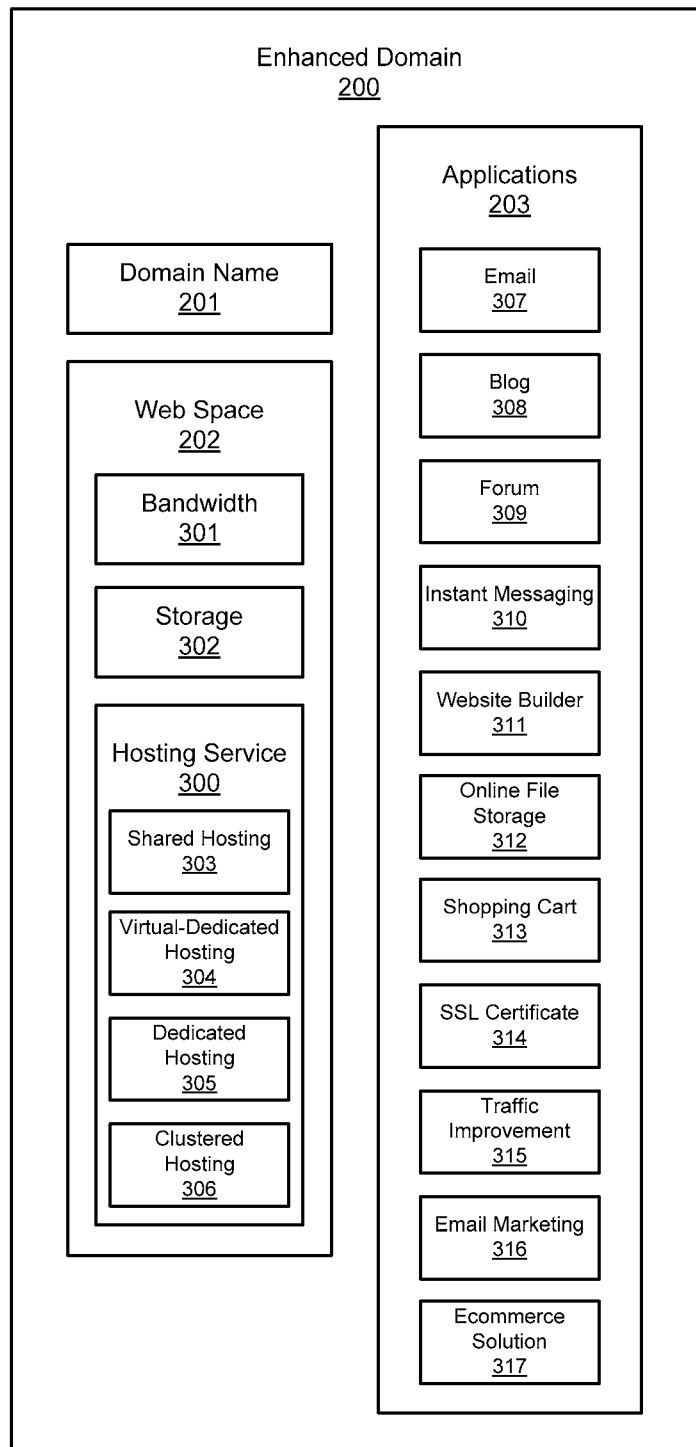 Enhanced Domain
200
Domain Name
201
Web Space
202
Bandwidth
301
Storage
302
Hosting Service
300
Shared Hosting
303
Virtual-Dedicated
Hosting
304
Dedicated
Hosting
305
Clustered
Hosting
306
Applications
203
Email
307
Blog
308
Forum
309
Instant Messaging
310
Website Builder
311
Online File
Storage
312
Shopping Cart
313
SSL Certificate
314
Traffic
Improvement
315
Email Marketing
316
Ecommerce
Solution
317